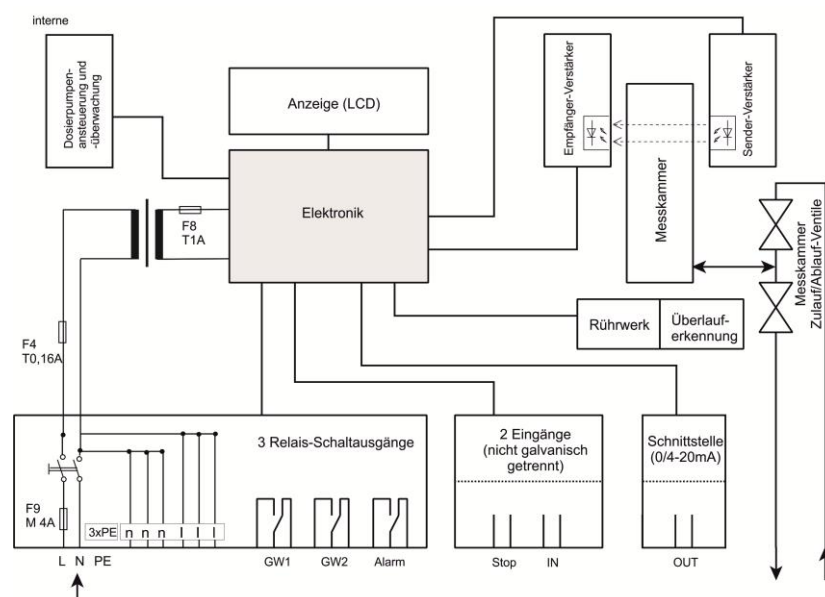 interne
Dosierpumpen-
ansteuerung und
-überwachung
Anzeige (LCD)
Elektronik
Empfänger-Verstärker
Messkammer
Sender-Verstärker
Messkammer
Zulauf/Ablauf-Ventile
F8
T1A
F4
T0,16A
Rührwerk
Überlauf-
erkennung
3 Relais-Schaltausgänge
2 Eingänge
(nicht galvanisch
getrennt)
Schnittstelle
(0/4-20mA)
F9
M 4A
3xPE n n n l l l
L N PE
GW1 GW2 Alarm
Stop IN
OUT